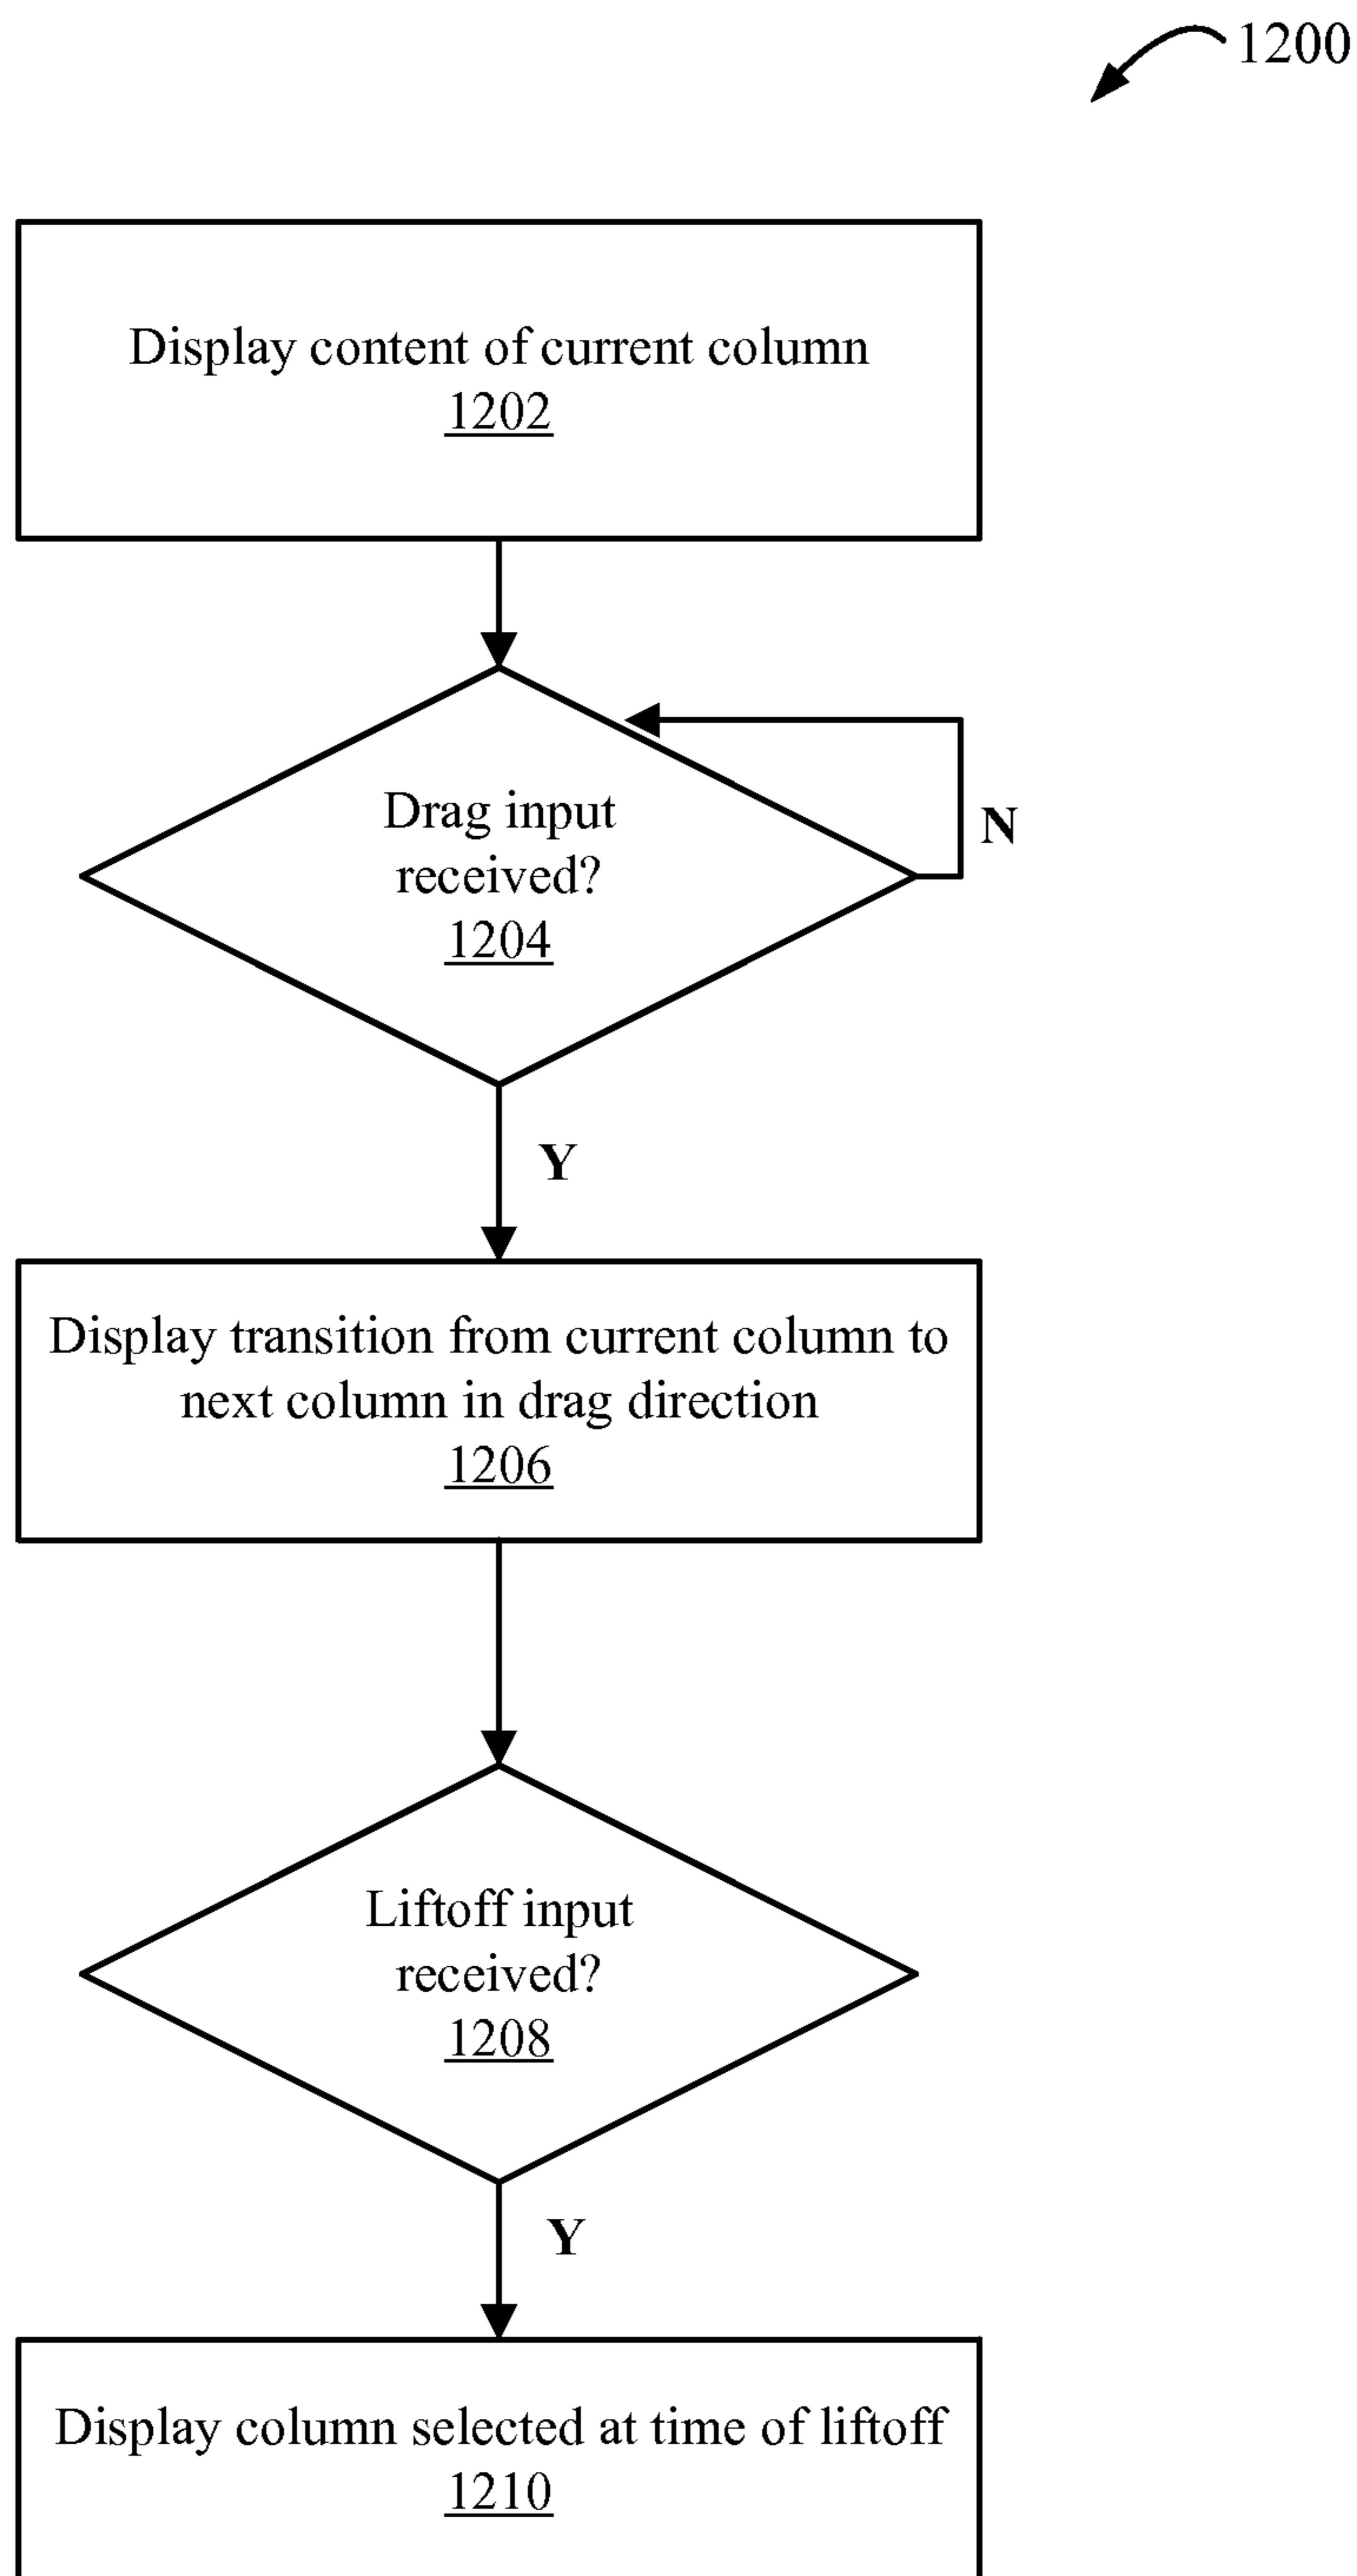 1200
Display content of current column
1202
Drag input
received?
1204
N
Y
Display transition from current column to
next column in drag direction
1206
Liftoff input
received?
1208
Y
Display column selected at time of liftoff
1210